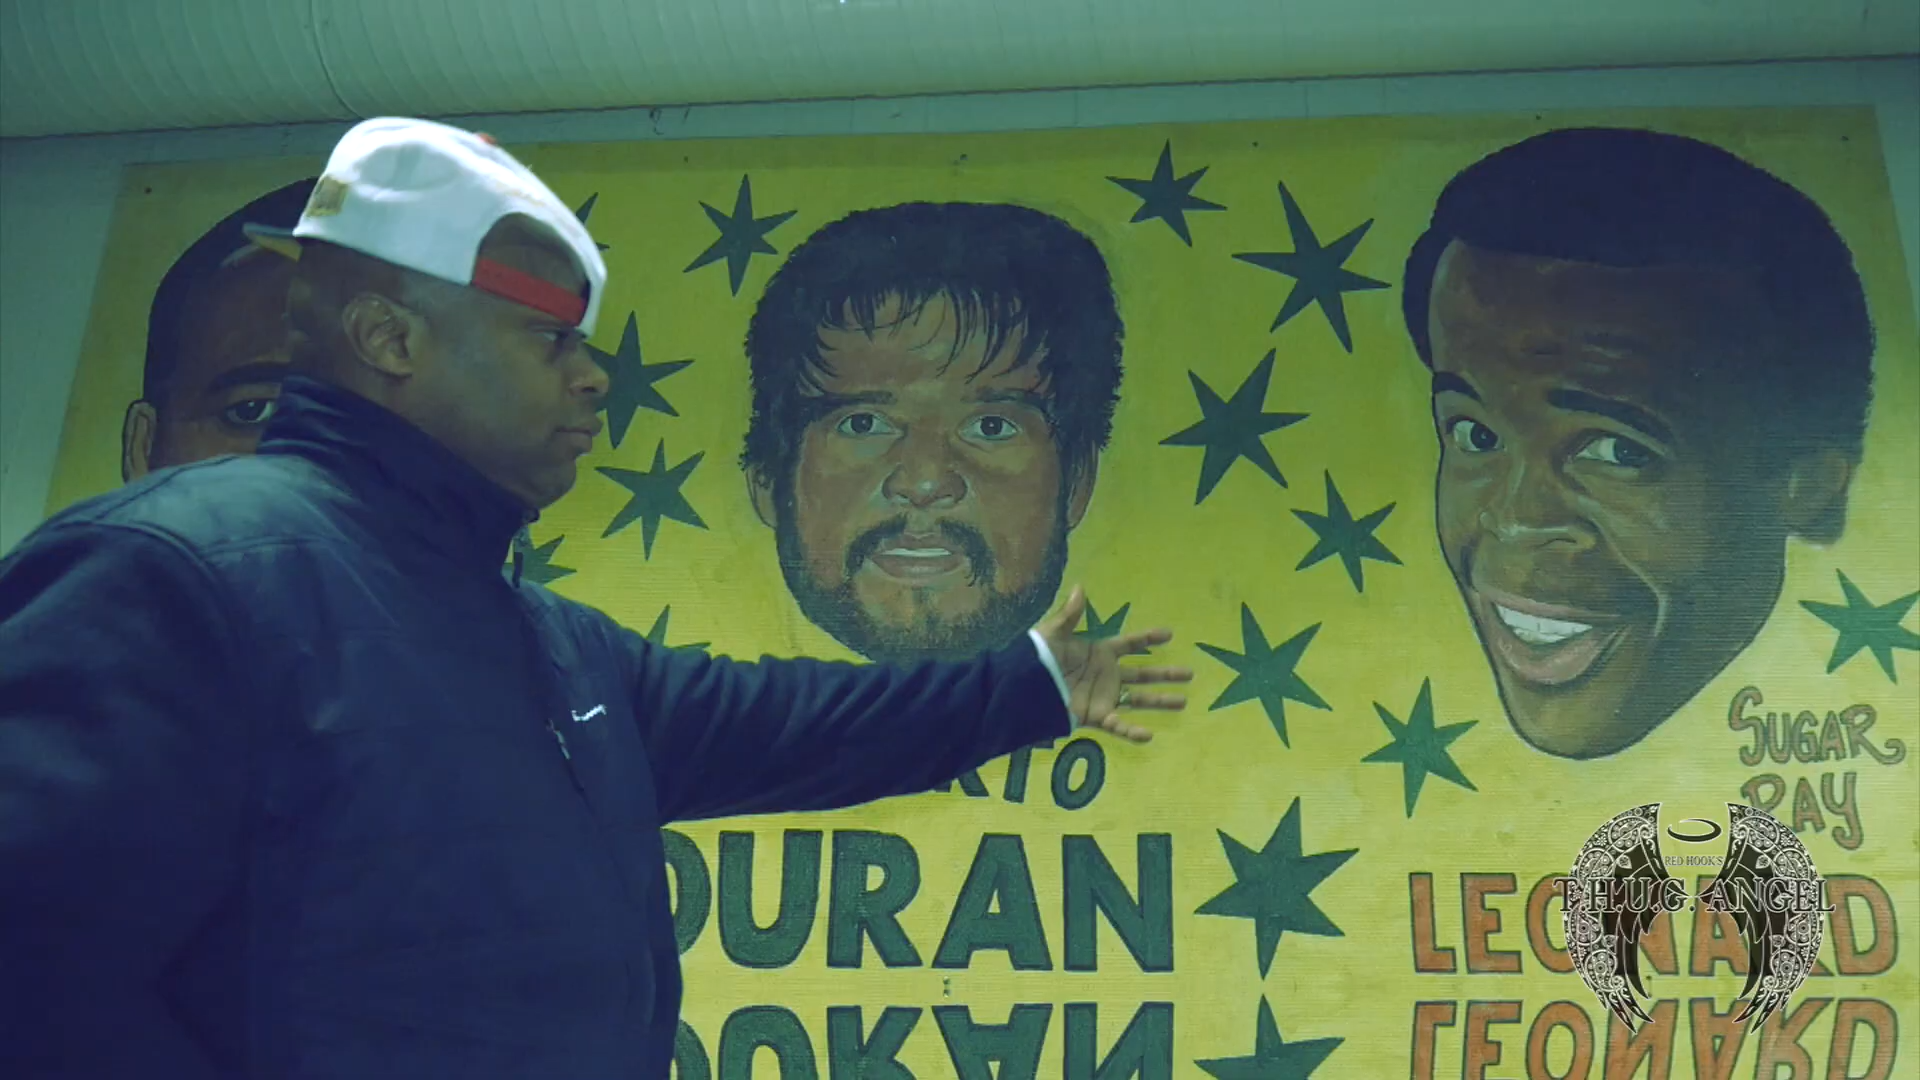 RTO
DURAN
SUGAR
RAY
LEONARD
RED HOOK'S
T.H.U.G. ANGEL